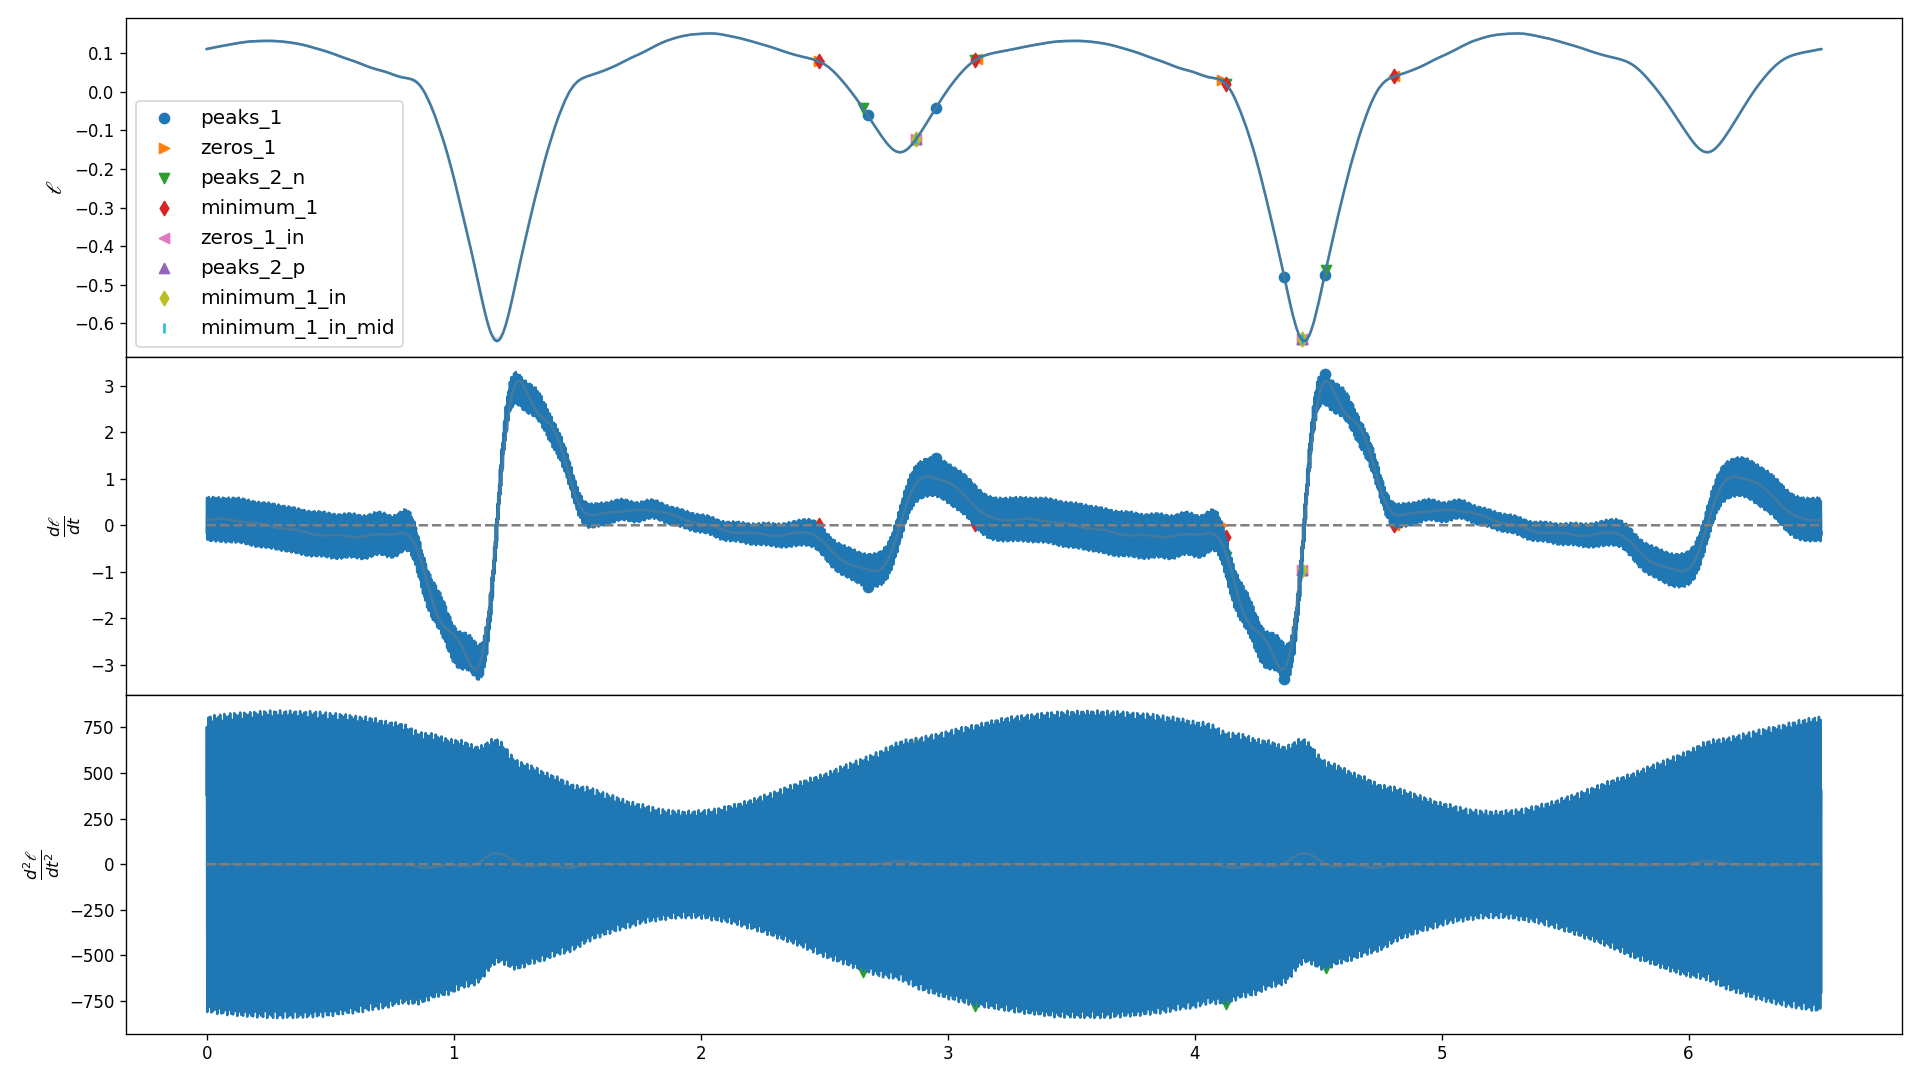 0.1
0.0
−0.1
−0.2
−0.3
−0.4
−0.5
−0.6
ℓ
peaks_1
zeros_1
peaks_2_n
minimum_1
zeros_1_in
peaks_2_p
minimum_1_in
minimum_1_in_mid
3
2
1
0
−1
−2
−3
dℓ
dt
750
500
250
0
−250
−500
−750
d²ℓ
dt²
0 1 2 3 4 5 6